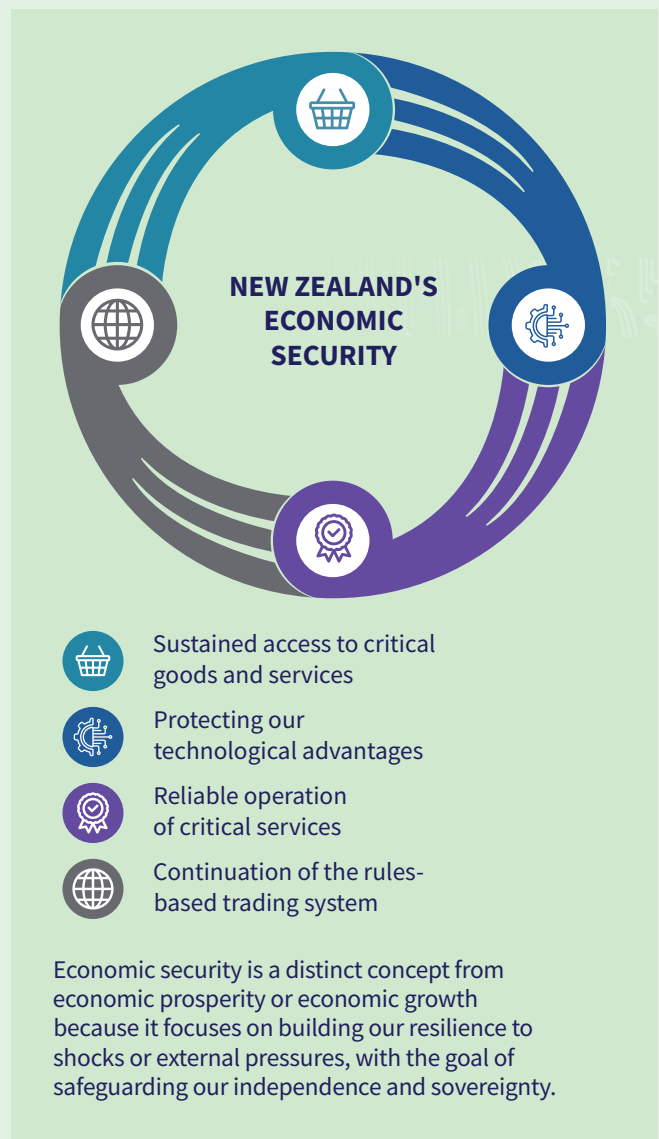 NEW ZEALAND'S
ECONOMIC
SECURITY
Sustained access to critical
goods and services
Protecting our
technological advantages
Reliable operation
of critical services
Continuation of the rules-
based trading system
Economic security is a distinct concept from
economic prosperity or economic growth
because it focuses on building our resilience to
shocks or external pressures, with the goal of
safeguarding our independence and sovereignty.